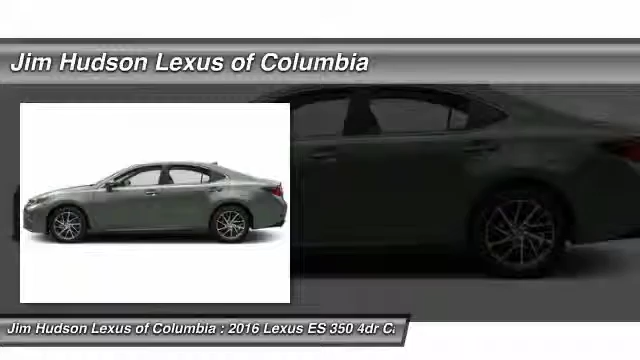 Jim Hudson Lexus of Columbia
Jim Hudson Lexus of Columbia : 2016 Lexus ES 350 4dr